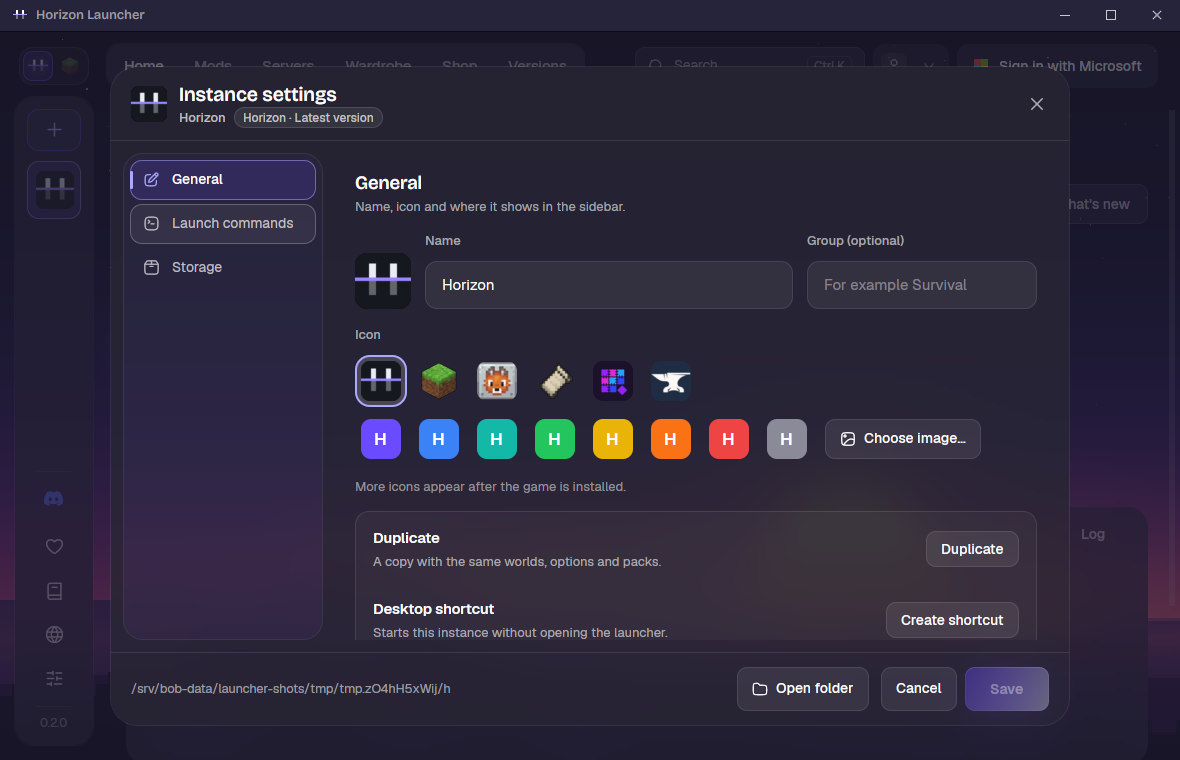 Horizon Launcher
Home Mods Servers Wardrobe Shop Versions
Search Ctrl K
Sign in with Microsoft
Instance settings
Horizon Horizon · Latest version
General
Launch commands
Storage
General
Name, icon and where it shows in the sidebar.
Name Group (optional)
Horizon For example Survival
Icon
H H H H H H H H Choose image...
More icons appear after the game is installed.
Duplicate
A copy with the same worlds, options and packs.
Duplicate
Desktop shortcut
Starts this instance without opening the launcher.
Create shortcut
hat's new
Log
/srv/bob-data/launcher-shots/tmp/tmp.zO4hH5xWij/h
Open folder Cancel Save
0.2.0